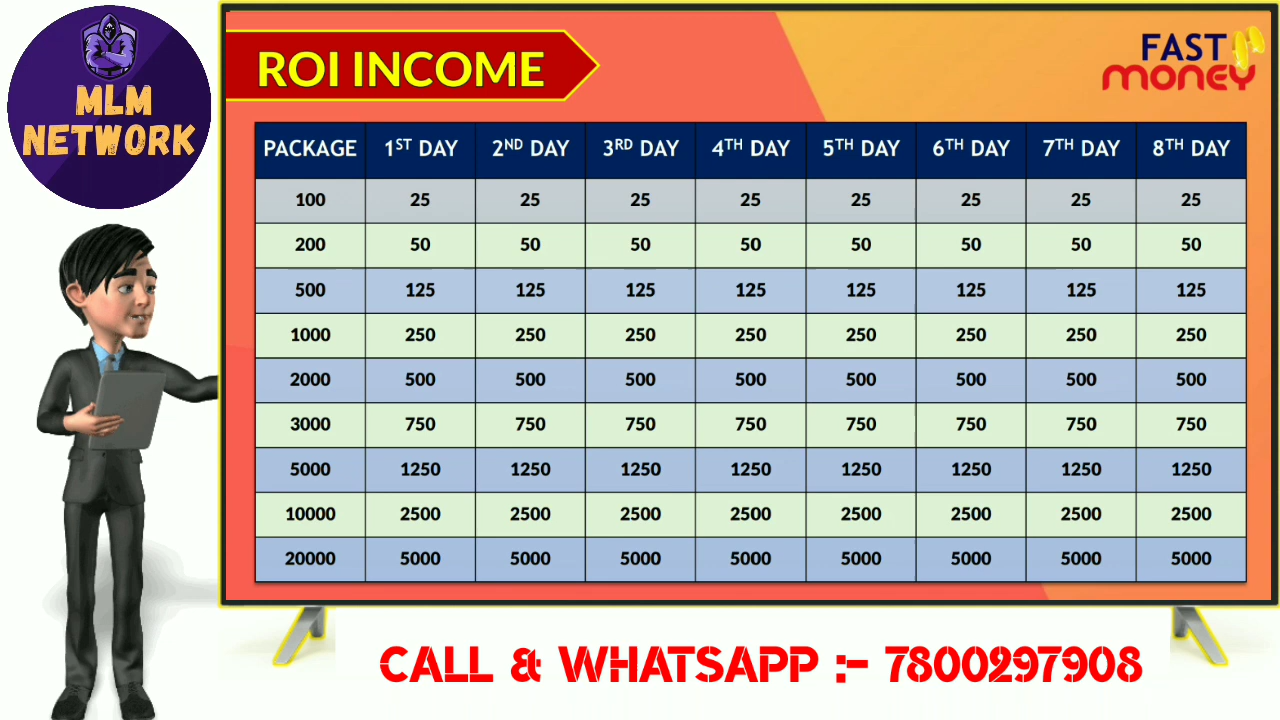 MLM
NETWORK
ROI INCOME
FAST
money
PACKAGE 1ST DAY 2ND DAY 3RD DAY 4TH DAY 5TH DAY 6TH DAY 7TH DAY 8TH DAY
100 25 25 25 25 25 25 25 25
200 50 50 50 50 50 50 50 50
500 125 125 125 125 125 125 125 125
1000 250 250 250 250 250 250 250 250
2000 500 500 500 500 500 500 500 500
3000 750 750 750 750 750 750 750 750
5000 1250 1250 1250 1250 1250 1250 1250 1250
10000 2500 2500 2500 2500 2500 2500 2500 2500
20000 5000 5000 5000 5000 5000 5000 5000 5000
CALL & WHATSAPP :- 7800297908